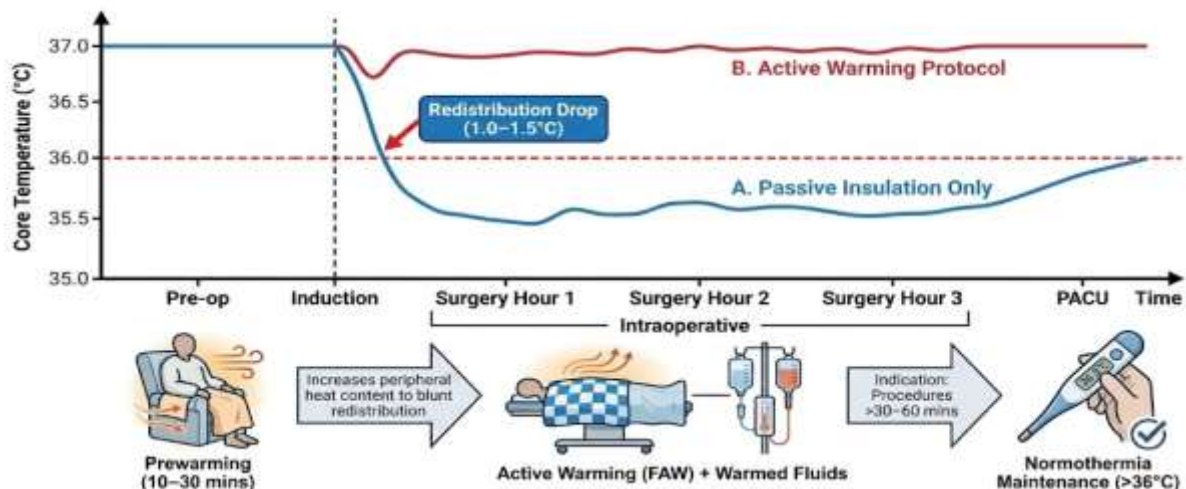 37.0
36.5
36.0
35.5
35.0
Core Temperature (°C)
Redistribution Drop
(1.0–1.5°C)
B. Active Warming Protocol
A. Passive Insulation Only
Pre-op
Induction
Surgery Hour 1
Surgery Hour 2
Surgery Hour 3
PACU
Time
Intraoperative
Increases peripheral
heat content to blunt
redistribution
Indication:
Procedures
>30–60 mins
Prewarming
(10–30 mins)
Active Warming (FAW) + Warmed Fluids
Normothermia
Maintenance (>36°C)